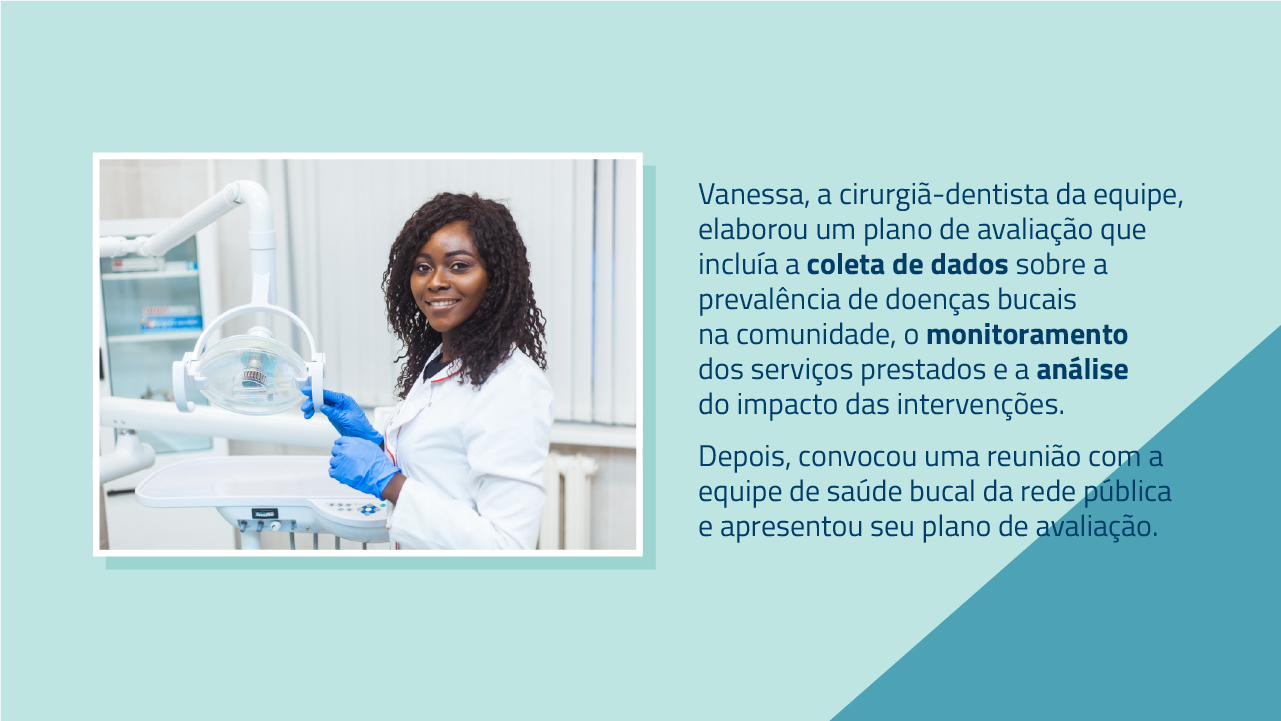 Vanessa, a cirurgiã-dentista da equipe,
elaborou um plano de avaliação que
incluía a coleta de dados sobre a
prevalência de doenças bucais
na comunidade, o monitoramento
dos serviços prestados e a análise
do impacto das intervenções.
Depois, convocou uma reunião com a
equipe de saúde bucal da rede pública
e apresentou seu plano de avaliação.